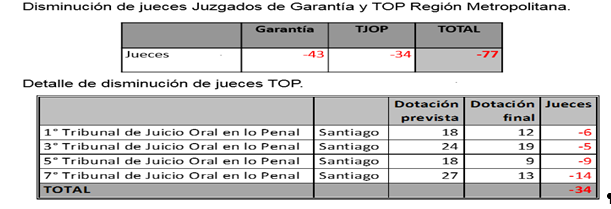 Disminución de jueces Juzgados de Garantía y TOP Región Metropolitana.
Garantía TJOP TOTAL
Jueces -43 -34 -77
Detalle de disminución de jueces TOP.
Dotación prevista Dotación final Jueces
1° Tribunal de Juicio Oral en lo Penal Santiago 18 12 -6
3° Tribunal de Juicio Oral en lo Penal Santiago 24 19 -5
5° Tribunal de Juicio Oral en lo Penal Santiago 18 9 -9
7° Tribunal de Juicio Oral en lo Penal Santiago 27 13 -14
TOTAL -34